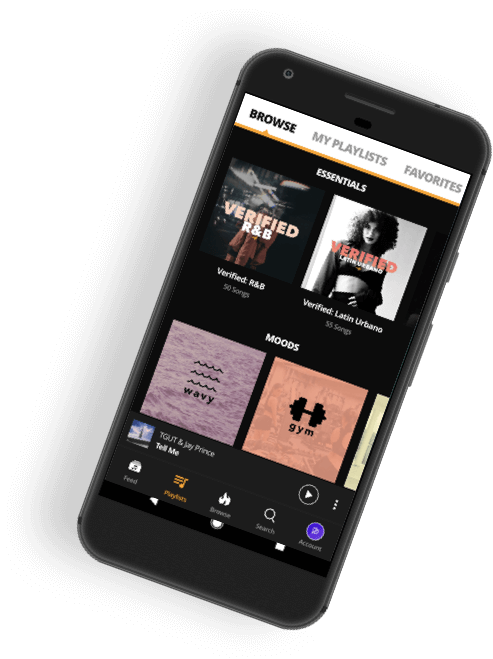 BROWSE
MY PLAYLISTS
FAVORITES
ESSENTIALS
VERIFIED
R&B
VERIFIED
LATIN URBANO
Verified: R&B
50 Songs
Verified: Latin Urbano
55 Songs
MOODS
wavy
gym
TGUT & Jay Prince
Tell Me
Feed
Playlists
Browse
Search
Account